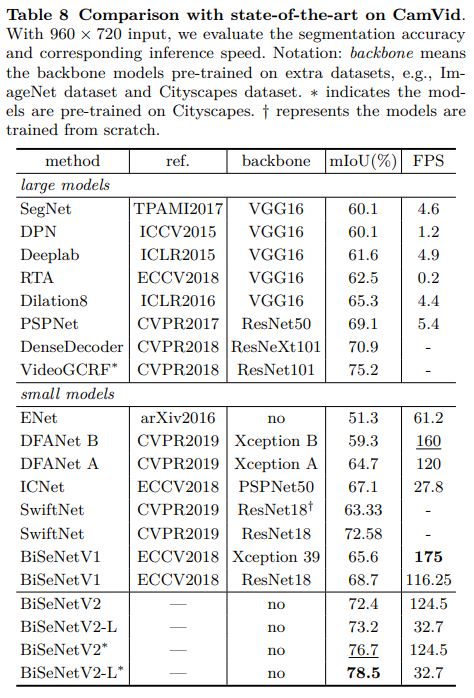 Table 8 Comparison with state-of-the-art on CamVid.
With 960 × 720 input, we evaluate the segmentation accuracy
and corresponding inference speed. Notation: backbone means
the backbone models pre-trained on extra datasets, e.g., Im-
ageNet dataset and Cityscapes dataset. ∗ indicates the mod-
els are pre-trained on Cityscapes. † represents the models are
trained from scratch.
method ref. backbone mIoU(%) FPS
large models
SegNet TPAMI2017 VGG16 60.1 4.6
DPN ICCV2015 VGG16 60.1 1.2
Deeplab ICLR2015 VGG16 61.6 4.9
RTA ECCV2018 VGG16 62.5 0.2
Dilation8 ICLR2016 VGG16 65.3 4.4
PSPNet CVPR2017 ResNet50 69.1 5.4
DenseDecoder CVPR2018 ResNeXt101 70.9 -
VideoGCRF* CVPR2018 ResNet101 75.2 -
small models
ENet arXiv2016 no 51.3 61.2
DFANet B CVPR2019 Xception B 59.3 160
DFANet A CVPR2019 Xception A 64.7 120
ICNet ECCV2018 PSPNet50 67.1 27.8
SwiftNet CVPR2019 ResNet18† 63.33 -
SwiftNet CVPR2019 ResNet18 72.58 -
BiSeNetV1 ECCV2018 Xception 39 65.6 175
BiSeNetV1 ECCV2018 ResNet18 68.7 116.25
BiSeNetV2 — no 72.4 124.5
BiSeNetV2-L — no 73.2 32.7
BiSeNetV2* — no 76.7 124.5
BiSeNetV2-L* — no 78.5 32.7